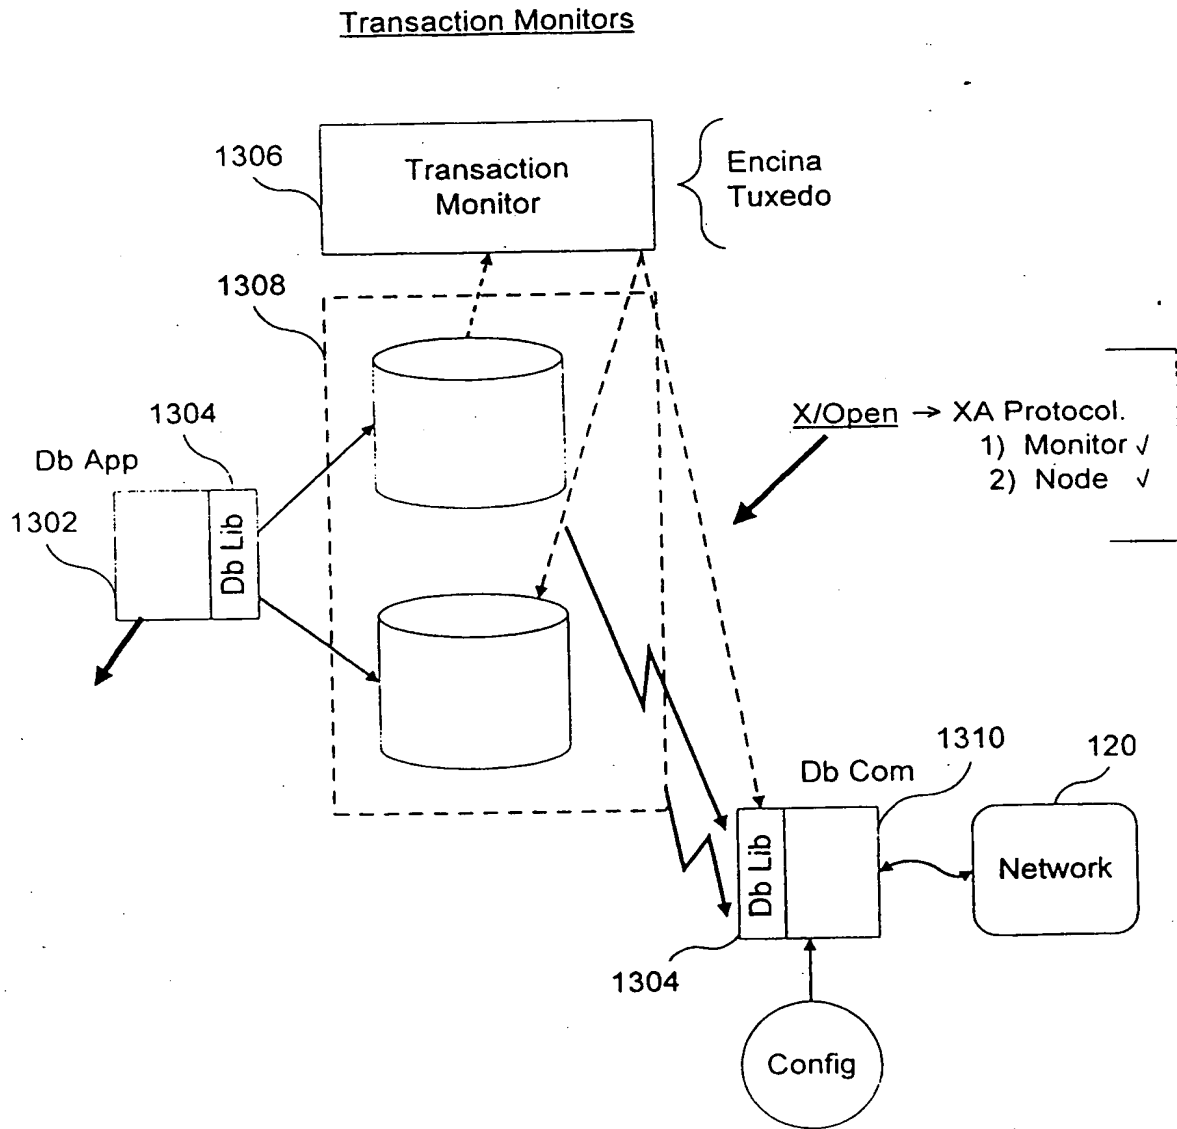 Transaction Monitors
1306
Transaction
Monitor
Encina
Tuxedo
1308
1304
Db App
1302
Db Lib
X/Open → XA Protocol.
1) Monitor √
2) Node √
Db Com
1310
120
Db Lib
Network
1304
Config